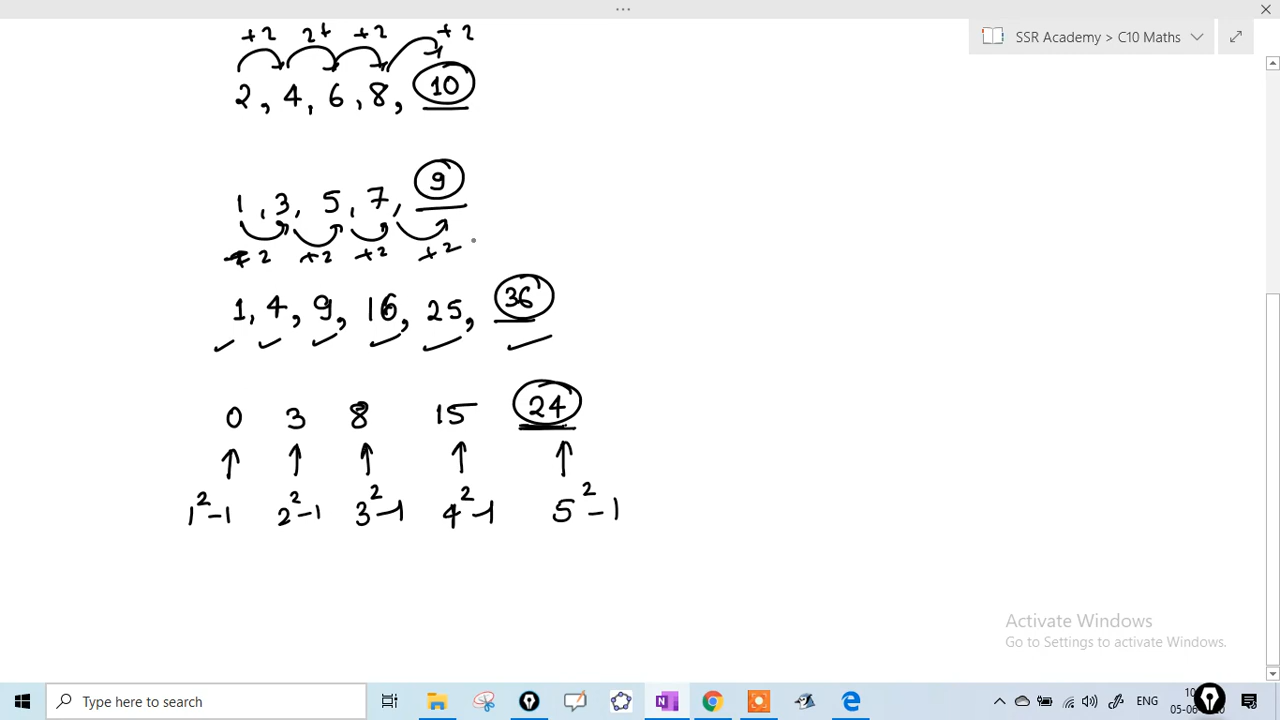 SSR Academy > C10 Maths
+2 2+ +2 +2
2, 4, 6, 8, 10
1, 3, 5, 7, 9
+2 +2 +2 +2
1, 4, 9, 16, 25, 36
0 3 8 15 24
1²-1 2²-1 3²-1 4²-1 5²-1
Activate Windows
Go to Settings to activate Windows.
Type here to search
ENG